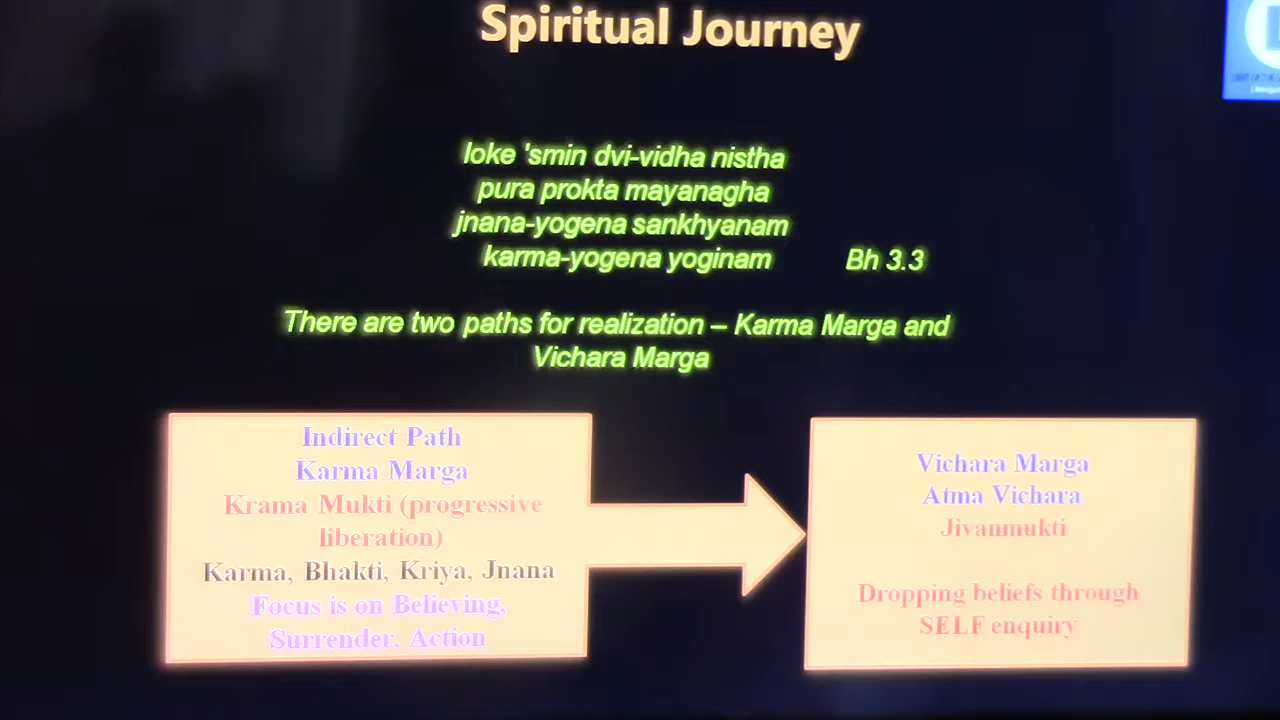 Spiritual Journey
loke 'smin dvi-vidha nistha
pura prokta mayanagha
jnana-yogena sankhyanam
karma-yogena yoginam Bh 3.3
There are two paths for realization – Karma Marga and
Vichara Marga
Indirect Path
Karma Marga
Krama Mukti (progressive
liberation)
Karma, Bhakti, Kriya, Jnana
Focus is on Believing,
Surrender, Action
Vichara Marga
Atma Vichara
Jivanmukti
Dropping beliefs through
SELF enquiry